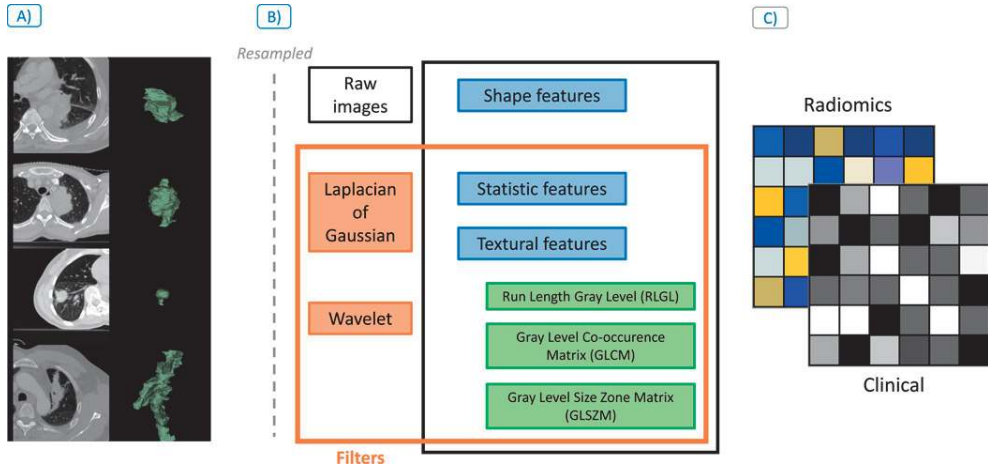 A)
B)
C)
Resampled
Raw
images
Shape features
Laplacian
of
Gaussian
Statistic features
Textural features
Wavelet
Run Length Gray Level (RLGL)
Gray Level Co-occurence
Matrix (GLCM)
Gray Level Size Zone Matrix
(GLSZM)
Filters
Radiomics
Clinical